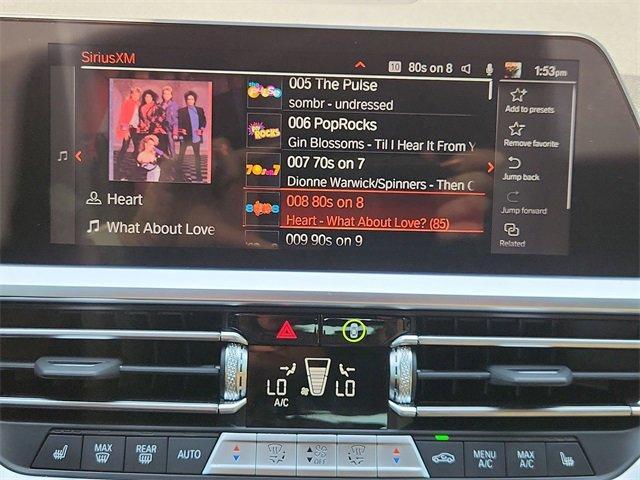 SiriusXM
10 80s on 8
1:53pm
005 The Pulse
sombr - undressed
006 PopRocks
Gin Blossoms - Til I Hear It From Y
007 70s on 7
Dionne Warwick/Spinners - Then C
008 80s on 8
Heart - What About Love? (85)
009 90s on 9
Heart
What About Love
Add to presets
Remove favorite
Jump back
Jump forward
Related
LO
LO
A/C
MAX
REAR
AUTO
OFF
MENU A/C
MAX A/C